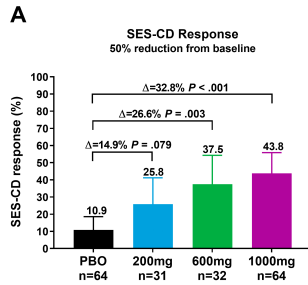 A
SES-CD Response
50% reduction from baseline
SES-CD response (%)
100
90
80
70
60
50
40
30
20
10
0
Δ=32.8% P < .001
Δ=26.6% P = .003
Δ=14.9% P = .079
10.9
25.8
37.5
43.8
PBO 200mg 600mg 1000mg
n=64 n=31 n=32 n=64